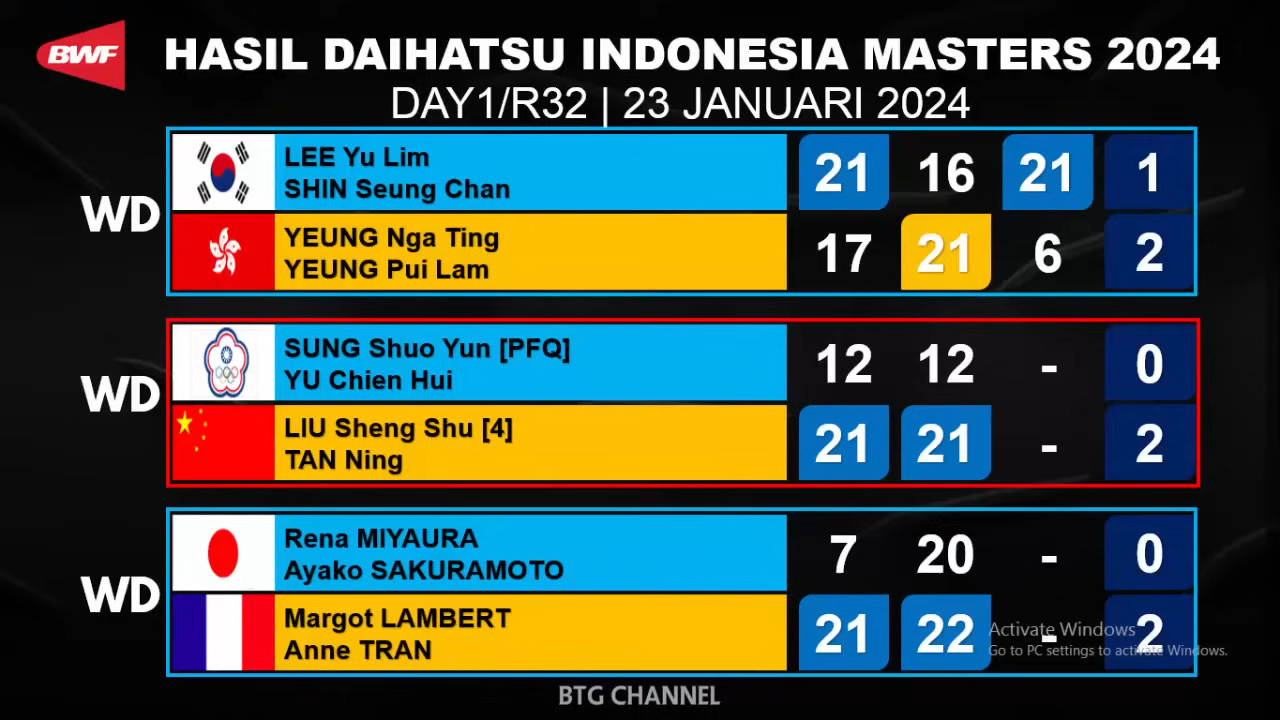 BWF
HASIL DAIHATSU INDONESIA MASTERS 2024
DAY1/R32 | 23 JANUARI 2024
WD
LEE Yu Lim
SHIN Seung Chan
21 16 21 1
YEUNG Nga Ting
YEUNG Pui Lam
17 21 6 2
WD
SUNG Shuo Yun [PFQ]
YU Chien Hui
12 12 - 0
LIU Sheng Shu [4]
TAN Ning
21 21 - 2
WD
Rena MIYAURA
Ayako SAKURAMOTO
7 20 - 0
Margot LAMBERT
Anne TRAN
21 22 - 2
Activate Windows
Go to PC settings to activate Windows.
BTG CHANNEL